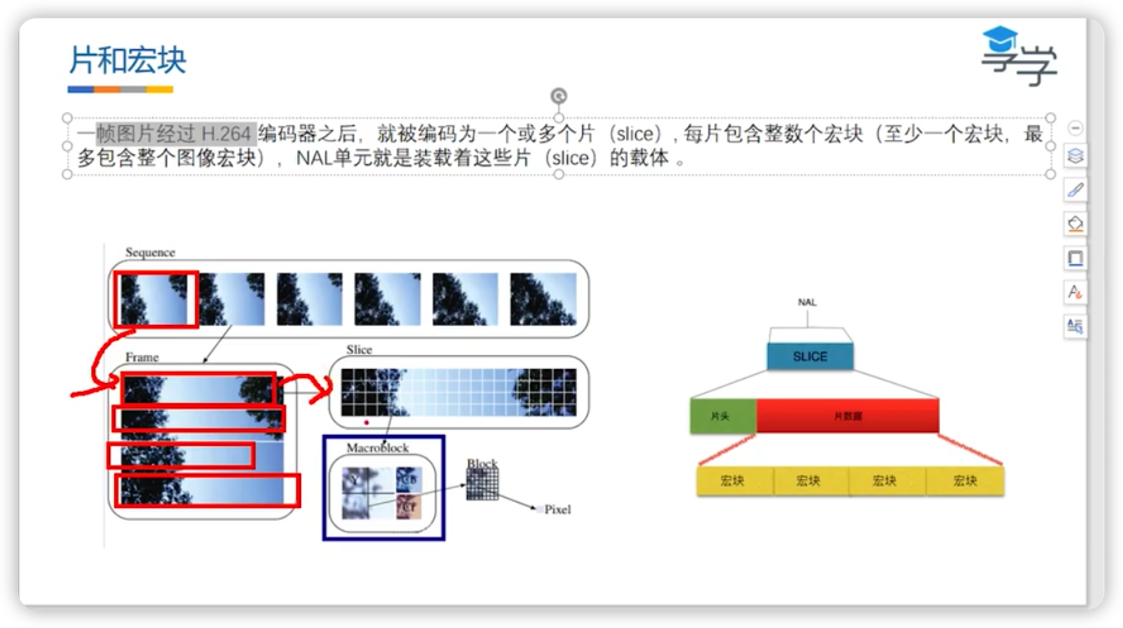 片和宏块
享学
一帧图片经过 H.264 编码器之后，就被编码为一个或多个片（slice）, 每片包含整数个宏块（至少一个宏块，最
多包含整个图像宏块），NAL单元就是装载着这些片（slice）的载体 。
Sequence
Frame
Slice
Macroblock
Y
CB
Cr
Block
Pixel
NAL
SLICE
片头
片数据
宏块
宏块
宏块
宏块